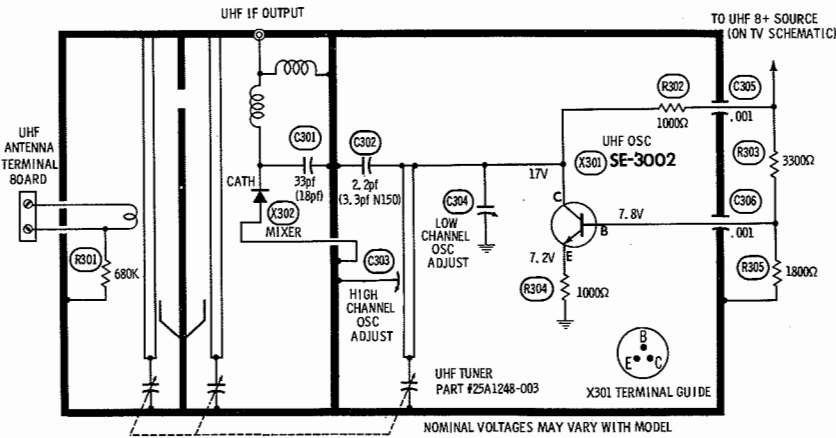 UHF IF OUTPUT
TO UHF 8+ SOURCE
(ON TV SCHEMATIC)
R302
C305
1000Ω
.001
UHF
ANTENNA
TERMINAL
BOARD
C301
C302
UHF OSC
X301
SE-3002
R303
3300Ω
33pf
(18pf)
2.2pf
(3.3pf N150)
17V
CATH
X302
MIXER
C304
LOW
CHANNEL
OSC
ADJUST
C
B
E
7.8V
7.2V
C306
.001
R301
680K
C303
HIGH
CHANNEL
OSC
ADJUST
R304
1000Ω
R305
1800Ω
B
E
C
UHF TUNER
PART #25A1248-003
X301 TERMINAL GUIDE
NOMINAL VOLTAGES MAY VARY WITH MODEL